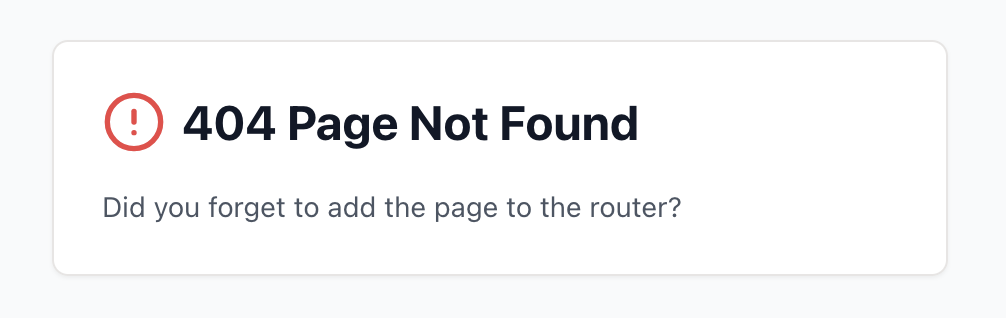 404 Page Not Found
Did you forget to add the page to the router?